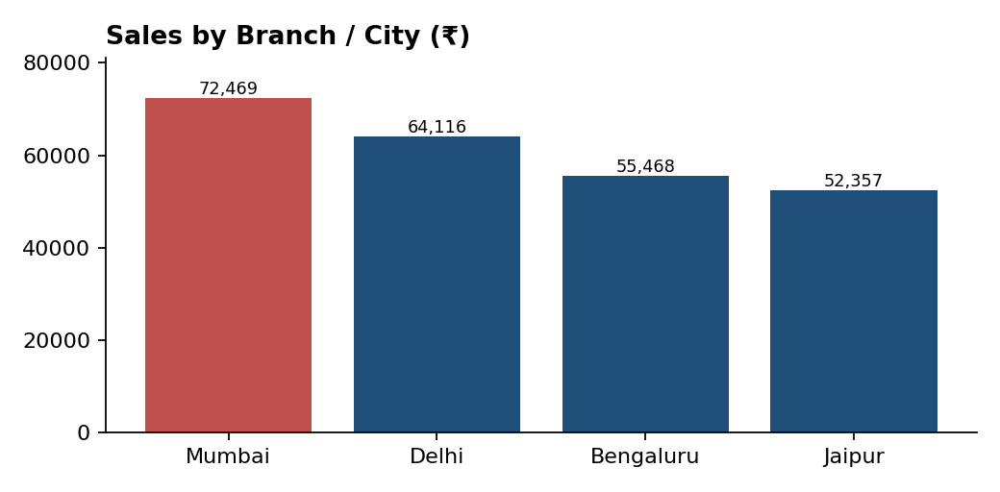 Sales by Branch / City (₹)
80000
60000
40000
20000
0
72,469
64,116
55,468
52,357
Mumbai
Delhi
Bengaluru
Jaipur